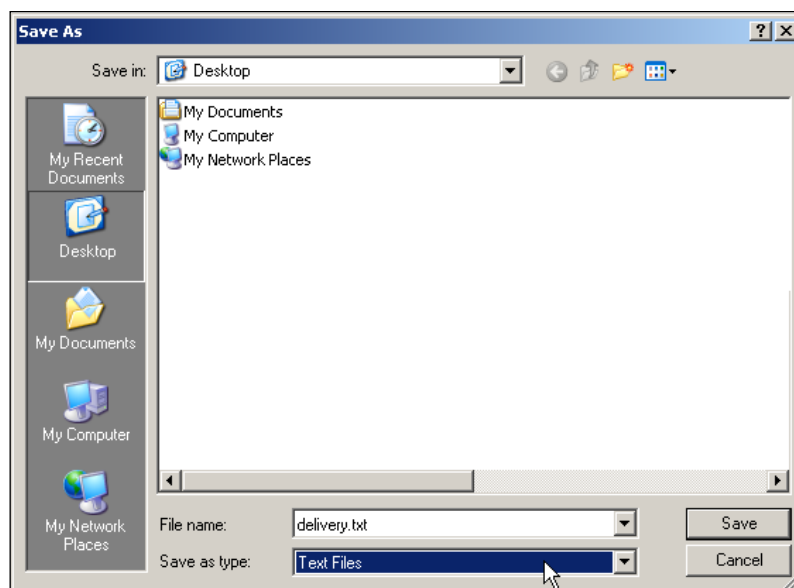 Save As
Save in:
Desktop
My Documents
My Computer
My Network Places
My Recent
Documents
Desktop
My Documents
My Computer
My Network
Places
File name:
delivery.txt
Save
Save as type:
Text Files
Cancel